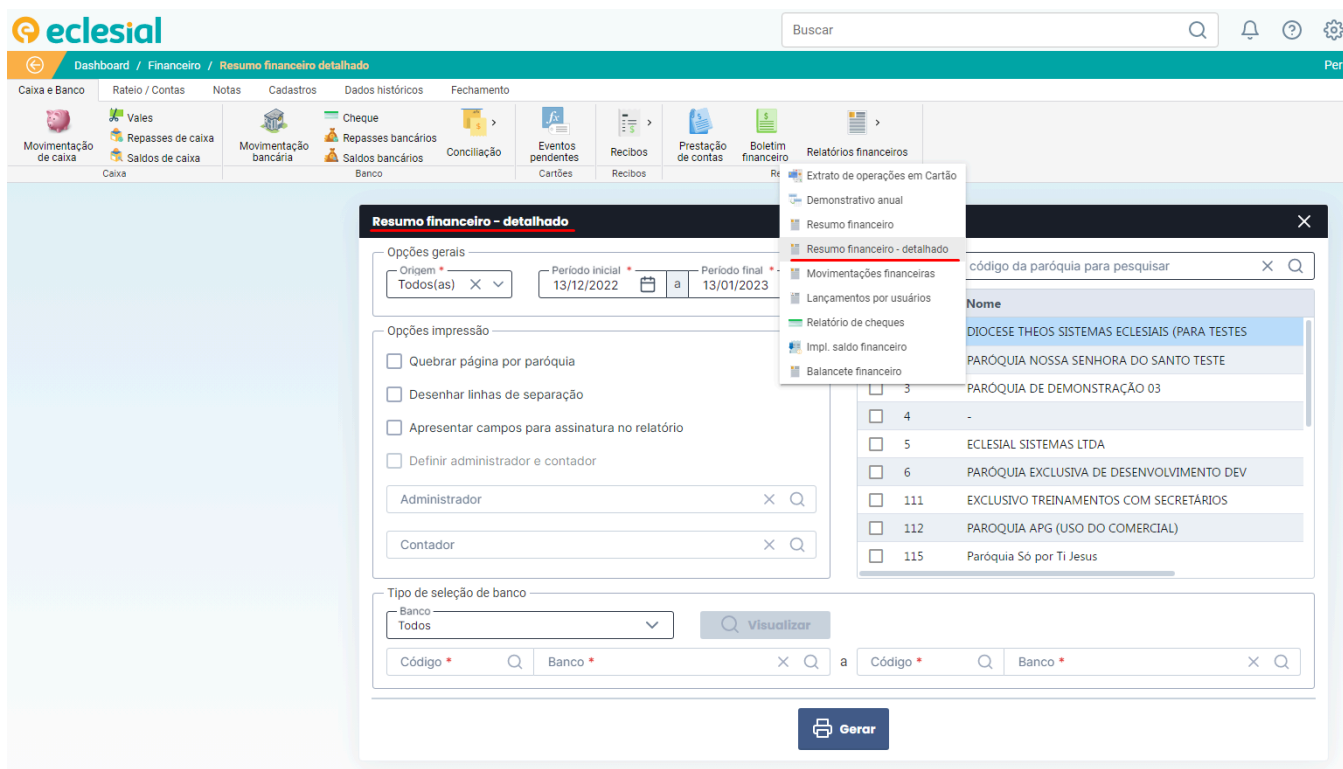 eclesial
Buscar
Dashboard / Financeiro / Resumo financeiro detalhado
Per
Caixa e Banco Rateio / Contas Notas Cadastros Dados históricos Fechamento
Movimentação de caixa
Vales
Repasses de caixa
Saldos de caixa
Caixa
Movimentação bancária
Cheque
Repasses bancários
Saldos bancários
Banco
Conciliação
Eventos pendentes
Cartões
Recibos
Recibos
Prestação de contas
Boletim financeiro
Relatórios financeiros
Re
Extrato de operações em Cartão
Demonstrativo anual
Resumo financeiro
Resumo financeiro - detalhado
Movimentações financeiras
Lançamentos por usuários
Relatório de cheques
Impl. saldo financeiro
Balancete financeiro
Resumo financeiro - detalhado
Opções gerais
Origem *
Todos(as)
Período inicial *
13/12/2022
a
Período final *
13/01/2023
Opções impressão
Quebrar página por paróquia
Desenhar linhas de separação
Apresentar campos para assinatura no relatório
Definir administrador e contador
Administrador
Contador
código da paróquia para pesquisar
Nome
DIOCESE THEOS SISTEMAS ECLESIAIS (PARA TESTES
PARÓQUIA NOSSA SENHORA DO SANTO TESTE
3 PARÓQUIA DE DEMONSTRAÇÃO 03
4 -
5 ECLESIAL SISTEMAS LTDA
6 PARÓQUIA EXCLUSIVA DE DESENVOLVIMENTO DEV
111 EXCLUSIVO TREINAMENTOS COM SECRETÁRIOS
112 PAROQUIA APG (USO DO COMERCIAL)
115 Paróquia Só por Ti Jesus
Tipo de seleção de banco
Banco
Todos
Visualizar
Código * Banco * a Código * Banco *
Gerar